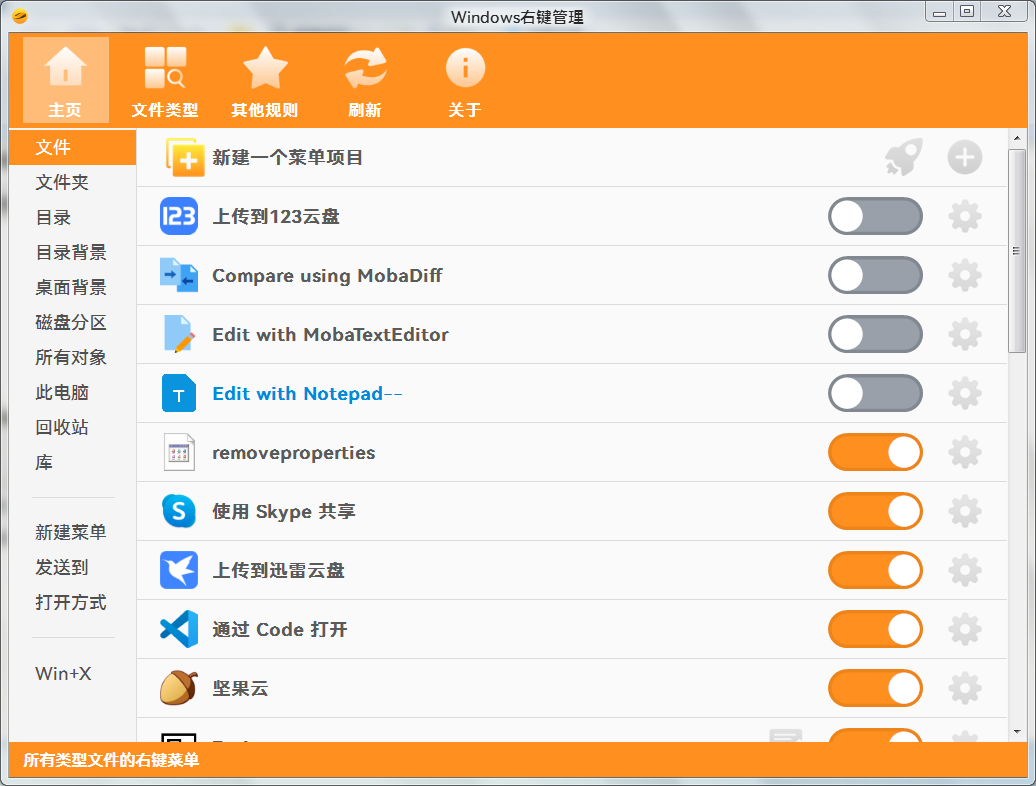 Windows右键管理
主页
文件类型
其他规则
刷新
关于
文件
文件夹
目录
目录背景
桌面背景
磁盘分区
所有对象
此电脑
回收站
库
新建菜单
发送到
打开方式
Win+X
新建一个菜单项目
123
上传到123云盘
Compare using MobaDiff
Edit with MobaTextEditor
T
Edit with Notepad--
removeproperties
S
使用 Skype 共享
上传到迅雷云盘
通过 Code 打开
坚果云
所有类型文件的右键菜单